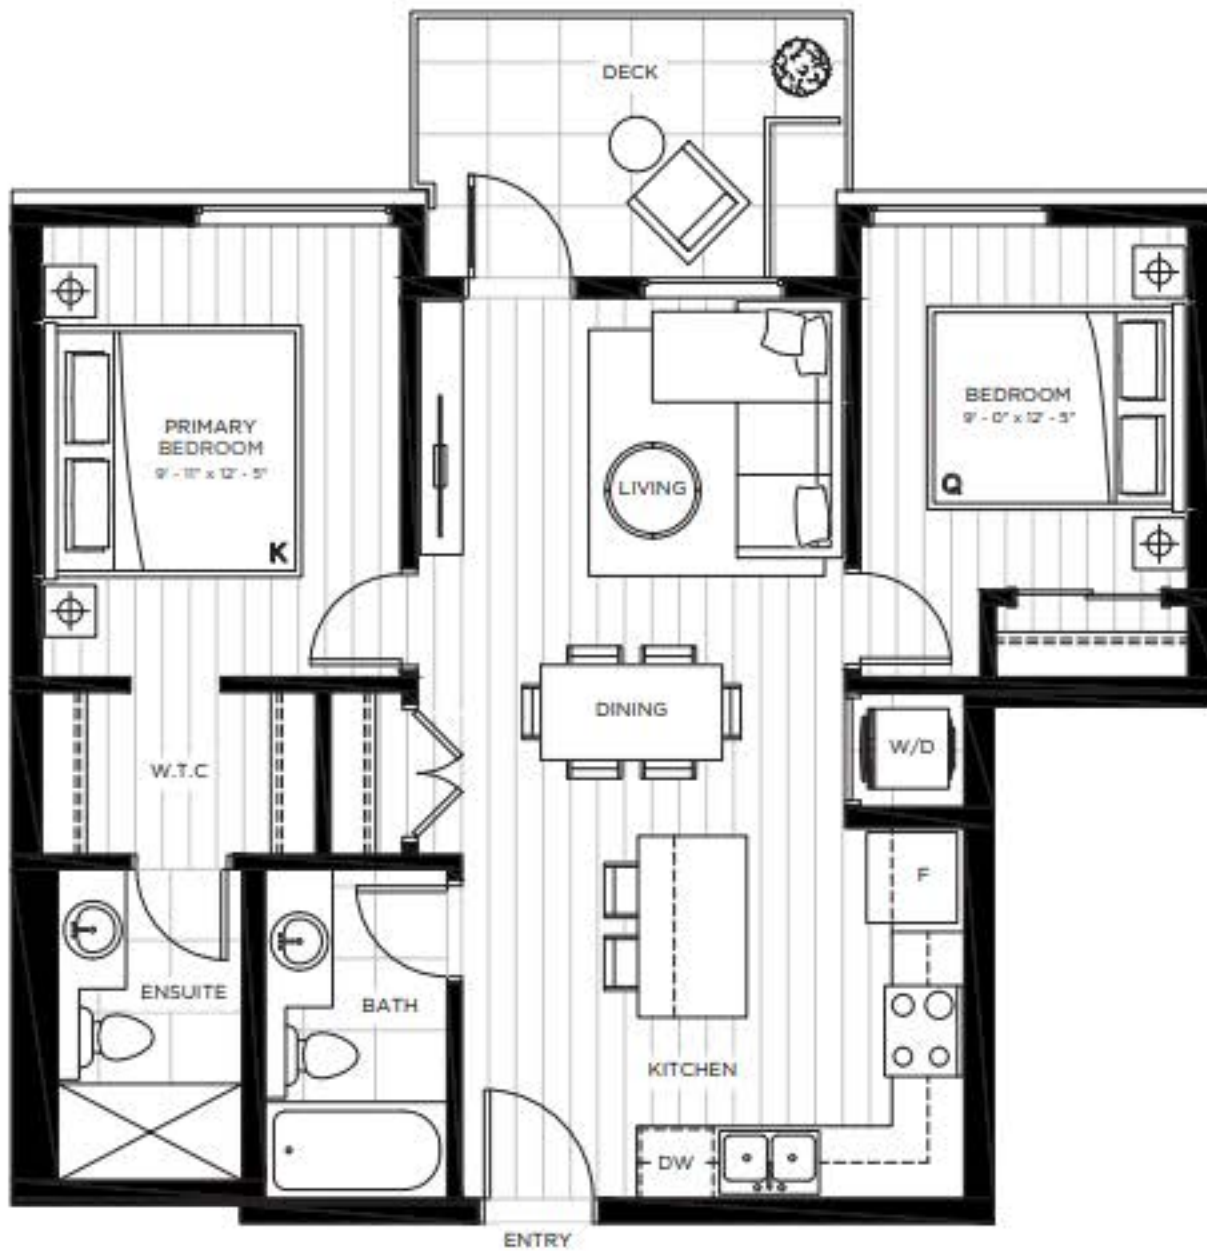 DECK
PRIMARY
BEDROOM
9' - 11" x 12' - 5"
K
LIVING
BEDROOM
9' - 0" x 12' - 5"
Q
DINING
W.T.C
W/D
F
ENSUITE
BATH
KITCHEN
DW
ENTRY